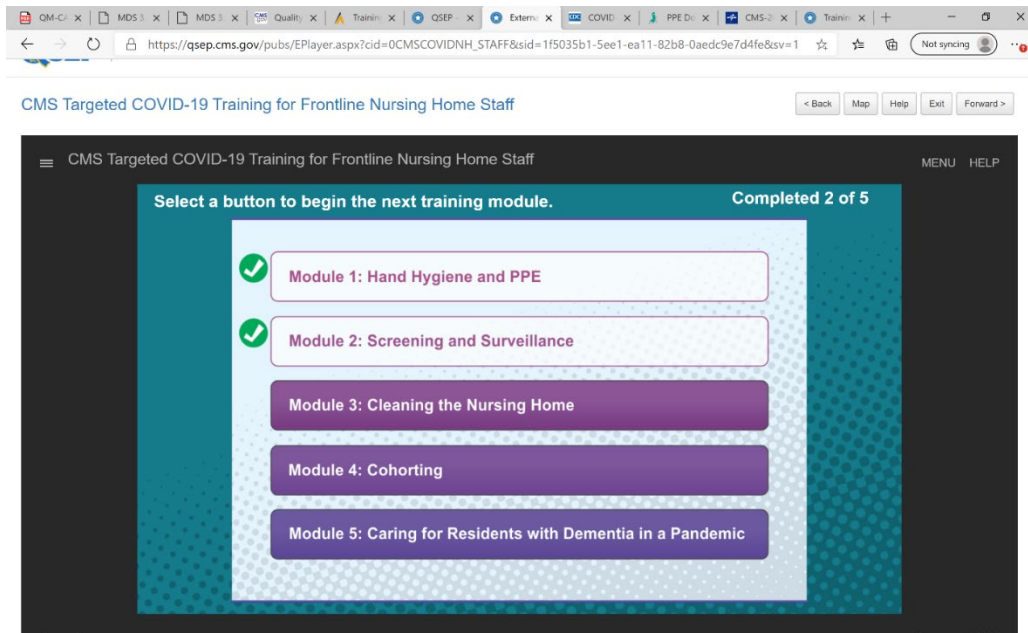 QM-CA
MDS 3
MDS 3
Quality
Training
QSEP -
Externa
COVID
PPE Do
CMS-2
Trainin
https://qsep.cms.gov/pubs/EPlayer.aspx?cid=0CMSCOVIDNH_STAFF&sid=1f5035b1-5ee1-ea11-82b8-0aedc9e7d4fe&sv=1
Not syncing
CMS Targeted COVID-19 Training for Frontline Nursing Home Staff
< Back Map Help Exit Forward >
CMS Targeted COVID-19 Training for Frontline Nursing Home Staff
MENU HELP
Select a button to begin the next training module.
Completed 2 of 5
Module 1: Hand Hygiene and PPE
Module 2: Screening and Surveillance
Module 3: Cleaning the Nursing Home
Module 4: Cohorting
Module 5: Caring for Residents with Dementia in a Pandemic